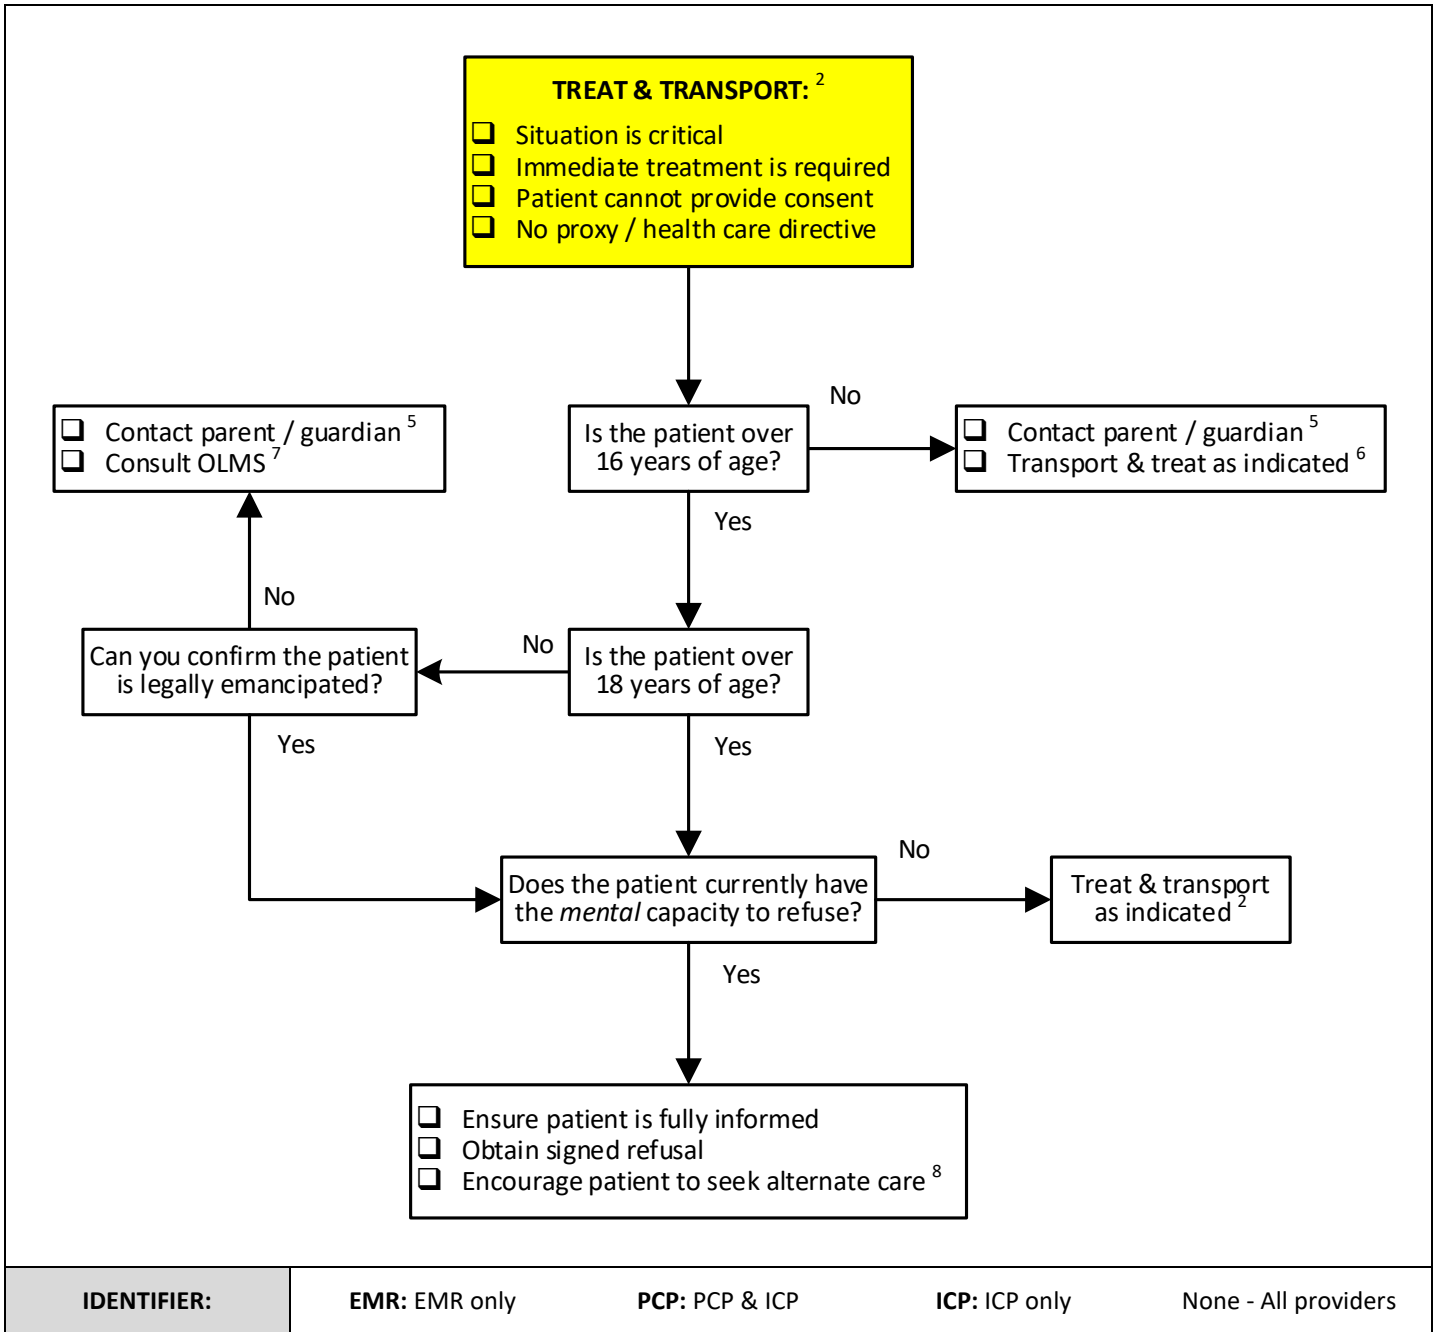 TREAT & TRANSPORT: 2
❑ Situation is critical
❑ Immediate treatment is required
❑ Patient cannot provide consent
❑ No proxy / health care directive
No
❑ Contact parent / guardian 5
❑ Consult OLMS 7
Is the patient over
16 years of age?
❑ Contact parent / guardian 5
❑ Transport & treat as indicated 6
Yes
No
Can you confirm the patient
is legally emancipated?
No
Is the patient over
18 years of age?
Yes
Yes
Does the patient currently have
the mental capacity to refuse?
No
Treat & transport
as indicated 2
Yes
❑ Ensure patient is fully informed
❑ Obtain signed refusal
❑ Encourage patient to seek alternate care 8
IDENTIFIER: EMR: EMR only PCP: PCP & ICP ICP: ICP only None - All providers